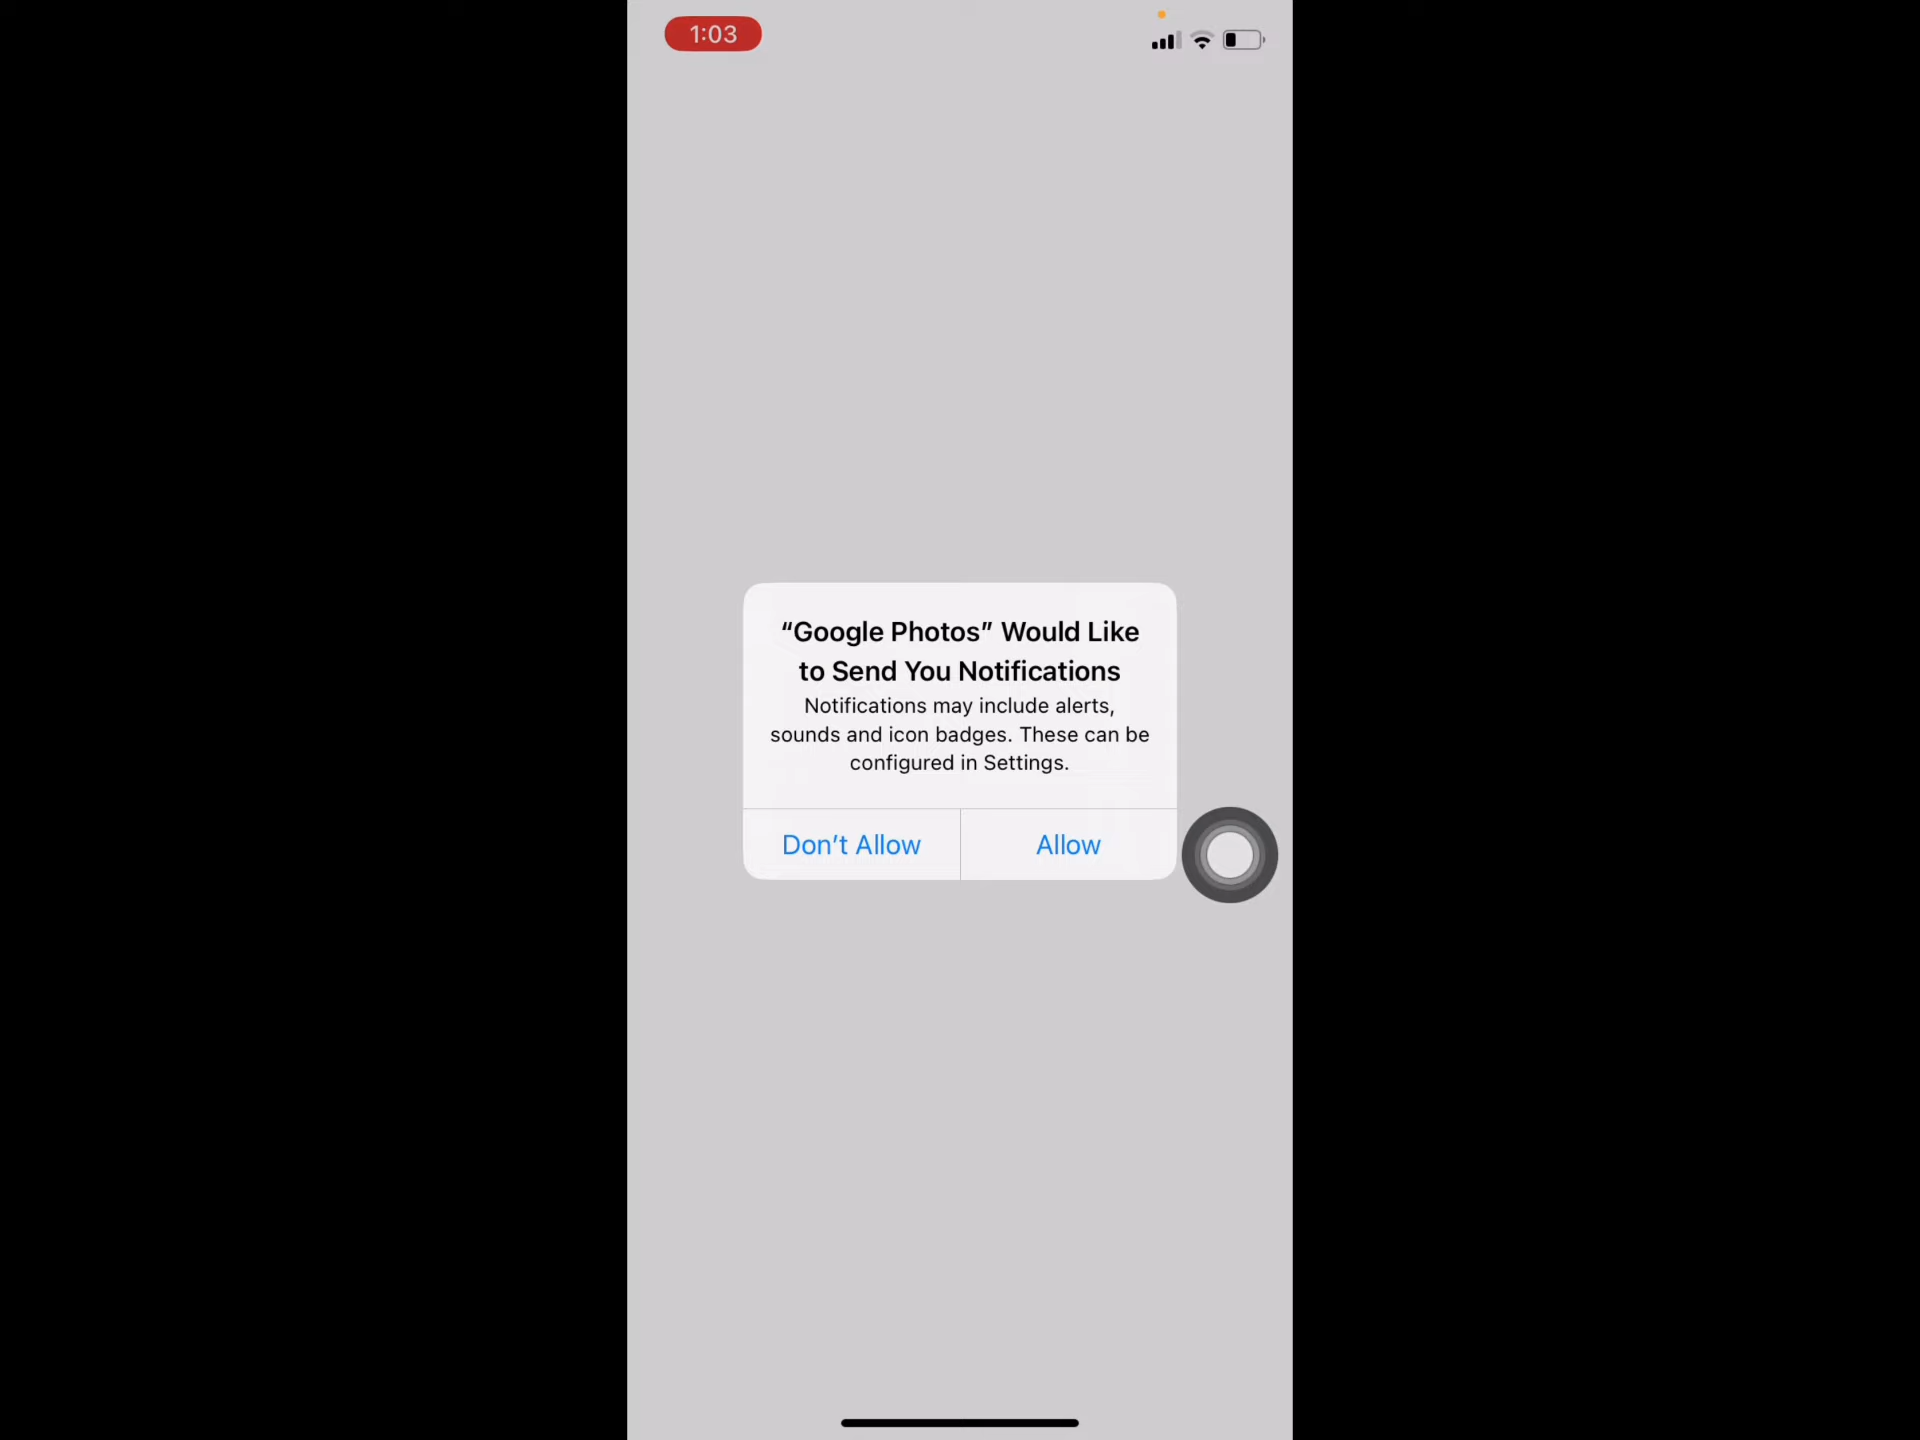 1:03
“Google Photos” Would Like
to Send You Notifications
Notifications may include alerts,
sounds and icon badges. These can be
configured in Settings.
Don’t Allow
Allow